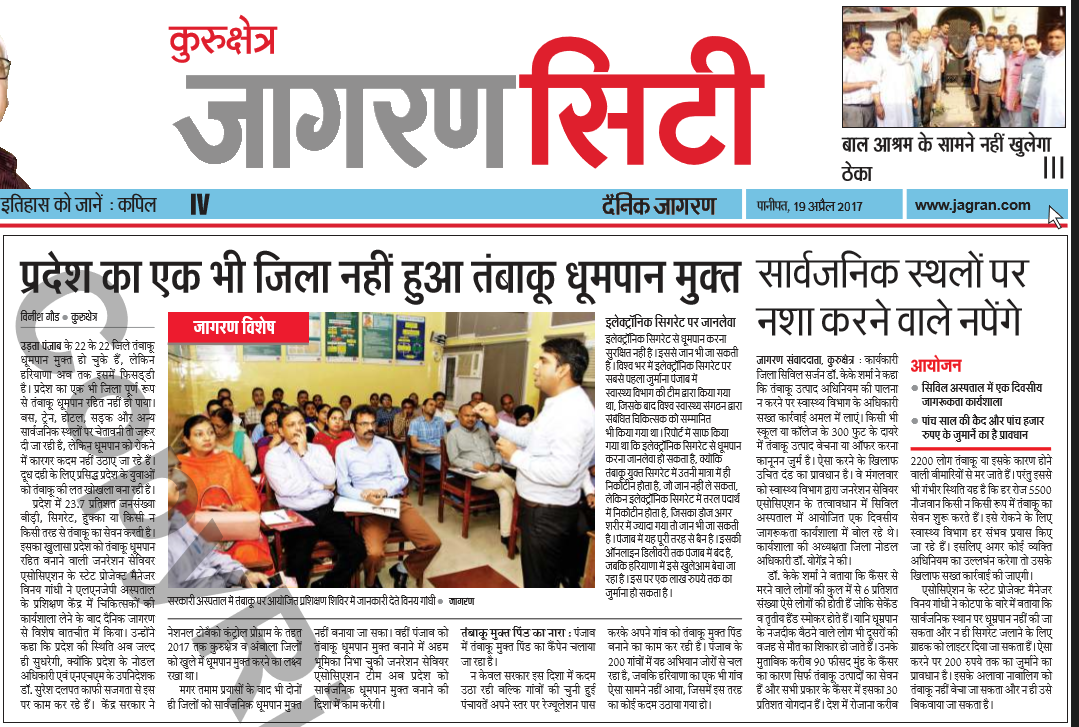 कुरुक्षेत्र
जागरण सिटी
बाल आश्रम के सामने नहीं खुलेगा
ठेका
III
इतिहास को जानें : कपिल
IV
दैनिक जागरण
पानीपत, 19 अप्रैल 2017
www.jagran.com
प्रदेश का एक भी जिला नहीं हुआ तंबाकू धूमपान मुक्त
विनीश गौड ● कुरुक्षेत्र
उड़ता पंजाब के 22 के 22 जिले तंबाकू
धूमपान मुक्त हो चुके हैं, लेकिन
हरियाणा अब तक इसमें फिसड्डी
है। प्रदेश का एक भी जिला पूर्ण रूप
से तंबाकू धूमपान रहित नहीं हो पाया।
बस, ट्रेन, होटल, सड़क और अन्य
सार्वजनिक स्थलों पर चेतावनी तो जरूर
दी जा रही है, लेकिन धूमपान को रोकने
में कारगर कदम नहीं उठाए जा रहे हैं।
दूध दही के लिए प्रसिद्ध प्रदेश के युवाओं
को तंबाकू की लत खोखला बना रही है।
प्रदेश में 23.7 प्रतिशत जनसंख्या
बीड़ी, सिगरेट, हुक्का या किसी न
किसी तरह से तंबाकू का सेवन करती है।
इसका खुलासा प्रदेश को तंबाकू धूमपान
रहित बनाने वाली जनरेशन सेवियर
एसोसिएशन के स्टेट प्रोजेक्ट मैनेजर
विनय गांधी ने एलएनजेपी अस्पताल
के प्रशिक्षण केंद्र में चिकित्सकों की
कार्यशाला लेने के बाद दैनिक जागरण
से विशेष बातचीत में किया। उन्होंने
कहा कि प्रदेश की स्थिति अब जल्द
ही सुधरेगी, क्योंकि प्रदेश के नोडल
अधिकारी एवं एनएचएम के उपनिदेशक
डॉ. सुरेश दलपत काफी सजगता से इस
पर काम कर रहे हैं। केंद्र सरकार ने
जागरण विशेष
सरकारी अस्पताल में तंबाकू पर आयोजित प्रशिक्षण शिविर में जानकारी देते विनय गांधी ● जागरण
नेशनल टोबैको कंट्रोल प्रोग्राम के तहत
2017 तक कुरुक्षेत्र व अंबाला जिलों
को खुले में धूमपान मुक्त करने का लक्ष्य
रखा था।
मगर तमाम प्रयासों के बाद भी दोनों
ही जिलों को सार्वजनिक धूमपान मुक्त
नहीं बनाया जा सका। वहीं पंजाब को
तंबाकू धूमपान मुक्त बनाने में अहम
भूमिका निभा चुकी जनरेशन सेवियर
एसोसिएशन टीम अब प्रदेश को
सार्वजनिक धूमपान मुक्त बनाने की
दिशा में काम करेगी।
तंबाकू मुक्त पिंड का नारा : पंजाब
में तंबाकू मुक्त पिंड का कैंपेन चलाया
जा रहा है।
न केवल सरकार इस दिशा में कदम
उठा रही बल्कि गांवों की चुनी हुई
पंचायतें अपने स्तर पर रेज्यूलेशन पास
करके अपने गांव को तंबाकू मुक्त पिंड
बनाने का काम कर रही हैं। पंजाब के
200 गांवों में यह अभियान जोरों से चल
रहा है, जबकि हरियाणा का एक भी गांव
ऐसा सामने नहीं आया, जिसमें इस तरह
का कोई कदम उठाया गया हो।
इलेक्ट्रॉनिक सिगरेट पर जानलेवा
इलेक्ट्रॉनिक सिगरेट से धूमपान करना
सुरक्षित नहीं है। इससे जान भी जा सकती
है। विश्व भर में इलेक्ट्रॉनिक सिगरेट पर
सबसे पहला जुर्माना पंजाब में
स्वास्थ्य विभाग की टीम द्वारा किया गया
था, जिसके बाद विश्व स्वास्थ्य संगठन द्वारा
संबंधित चिकित्सक को सम्मानित
भी किया गया था। रिपोर्ट में साफ किया
गया था कि इलेक्ट्रॉनिक सिगरेट से धूमपान
करना जानलेवा हो सकता है, क्योंकि
तंबाकू युक्त सिगरेट में उतनी मात्रा में ही
निकोटीन होता है, जो जान नहीं ले सकता,
लेकिन इलेक्ट्रॉनिक सिगरेट में तरल पदार्थ
में निकोटीन होता है, जिसका डोज अगर
शरीर में ज्यादा गया तो जान भी जा सकती
है। पंजाब में यह पूरी तरह से बैन है। इसकी
ऑनलाइन डिलीवरी तक पंजाब में बंद है,
जबकि हरियाणा में इसे खुलेआम बेचा जा
रहा है। इस पर एक लाख रुपये तक का
जुर्माना हो सकता है।
सार्वजनिक स्थलों पर
नशा करने वाले नपेंगे
जागरण संवाददाता, कुरुक्षेत्र : कार्यकारी
जिला सिविल सर्जन डॉ. केके शर्मा ने कहा
कि तंबाकू उत्पाद अधिनियम की पालना
न करने पर स्वास्थ्य विभाग के अधिकारी
सख्त कार्रवाई अमल में लाएं। किसी भी
स्कूल या कॉलेज के 300 फुट के दायरे
में तंबाकू उत्पाद बेचना या ऑफर करना
कानूनन जुर्म है। ऐसा करने के खिलाफ
उचित दंड का प्रावधान है। वे मंगलवार
को स्वास्थ्य विभाग द्वारा जनरेशन सेवियर
एसोसिएशन के तत्वावधान में सिविल
अस्पताल में आयोजित एक दिवसीय
जागरूकता कार्यशाला में बोल रहे थे।
कार्यशाला की अध्यक्षता जिला नोडल
अधिकारी डॉ. योगेंद्र ने की।
डॉ. केके शर्मा ने बताया कि कैंसर से
मरने वाले लोगों की कुल में से 6 प्रतिशत
संख्या ऐसे लोगों की होती हैं जोकि सेकेंड
व तृतीय हैंड स्मोकर होते हैं। यानि धूमपान
के नजदीक बैठने वाले लोग भी दूसरों की
वजह से मौत का शिकार हो जाते हैं। उनके
मुताबिक करीब 90 फीसद मुंह के कैंसर
का कारण सिर्फ तंबाकू उत्पादों का सेवन
हैं और सभी प्रकार के कैंसर में इसका 30
प्रतिशत योगदान हैं। देश में रोजाना करीब
आयोजन
● सिविल अस्पताल में एक दिवसीय
जागरूकता कार्यशाला
● पांच साल की कैद और पांच हजार
रुपए के जुर्माने का है प्रावधान
2200 लोग तंबाकू या इसके कारण होने
वाली बीमारियों से मर जाते हैं। परंतु इससे
भी गंभीर स्थिति यह है कि हर रोज 5500
नौजवान किसी न किसी रूप में तंबाकू का
सेवन शुरू करते हैं। इसे रोकने के लिए
स्वास्थ्य विभाग हर संभव प्रयास किए
जा रहे हैं। इसलिए अगर कोई व्यक्ति
अधिनियम का उल्लघंन करेगा तो उसके
खिलाफ सख्त कार्रवाई की जाएगी।
एसोसिएशन के स्टेट प्रोजेक्ट मैनेजर
विनय गांधी ने कोटपा के बारे में बताया कि
सार्वजनिक स्थान पर धूम्रपान नहीं की जा
सकता और न ही सिगरेट जलाने के लिए
ग्राहक को लाइटर दिया जा सकता हैं। ऐसा
करने पर 200 रुपये तक का जुर्मना का
प्रावधान है। इसके अलावा नाबालिग को
तंबाकू नहीं बेचा जा सकता और न ही उसे
बिकवाया जा सकता है।